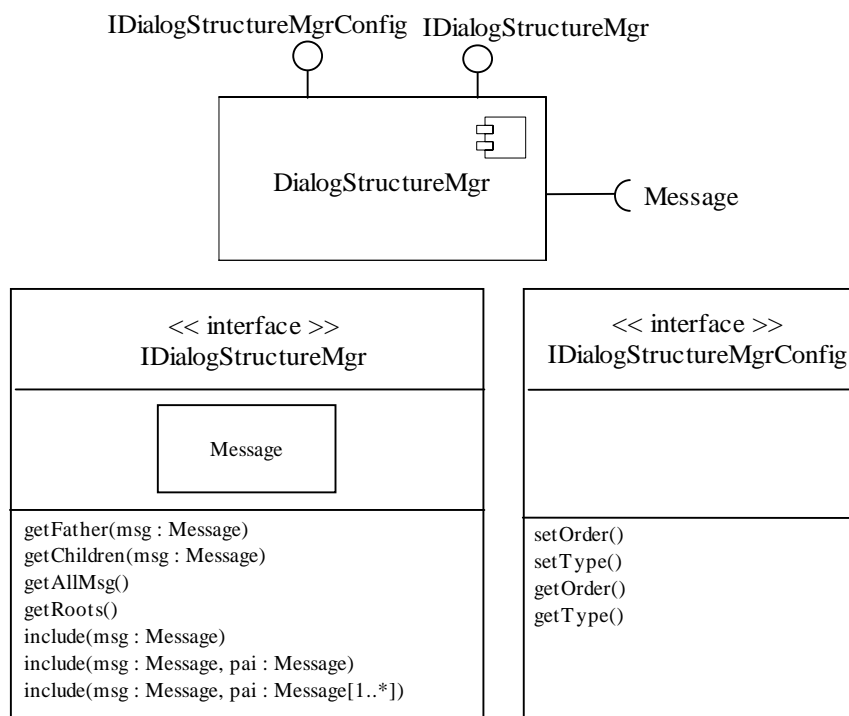 IDialogStructureMgrConfig IDialogStructureMgr
DialogStructureMgr
Message
<< interface >>
IDialogStructureMgr
Message
getFather(msg : Message)
getChildren(msg : Message)
getAllMsg()
getRoots()
include(msg : Message)
include(msg : Message, pai : Message)
include(msg : Message, pai : Message[1..*])
<< interface >>
IDialogStructureMgrConfig
setOrder()
setType()
getOrder()
getType()